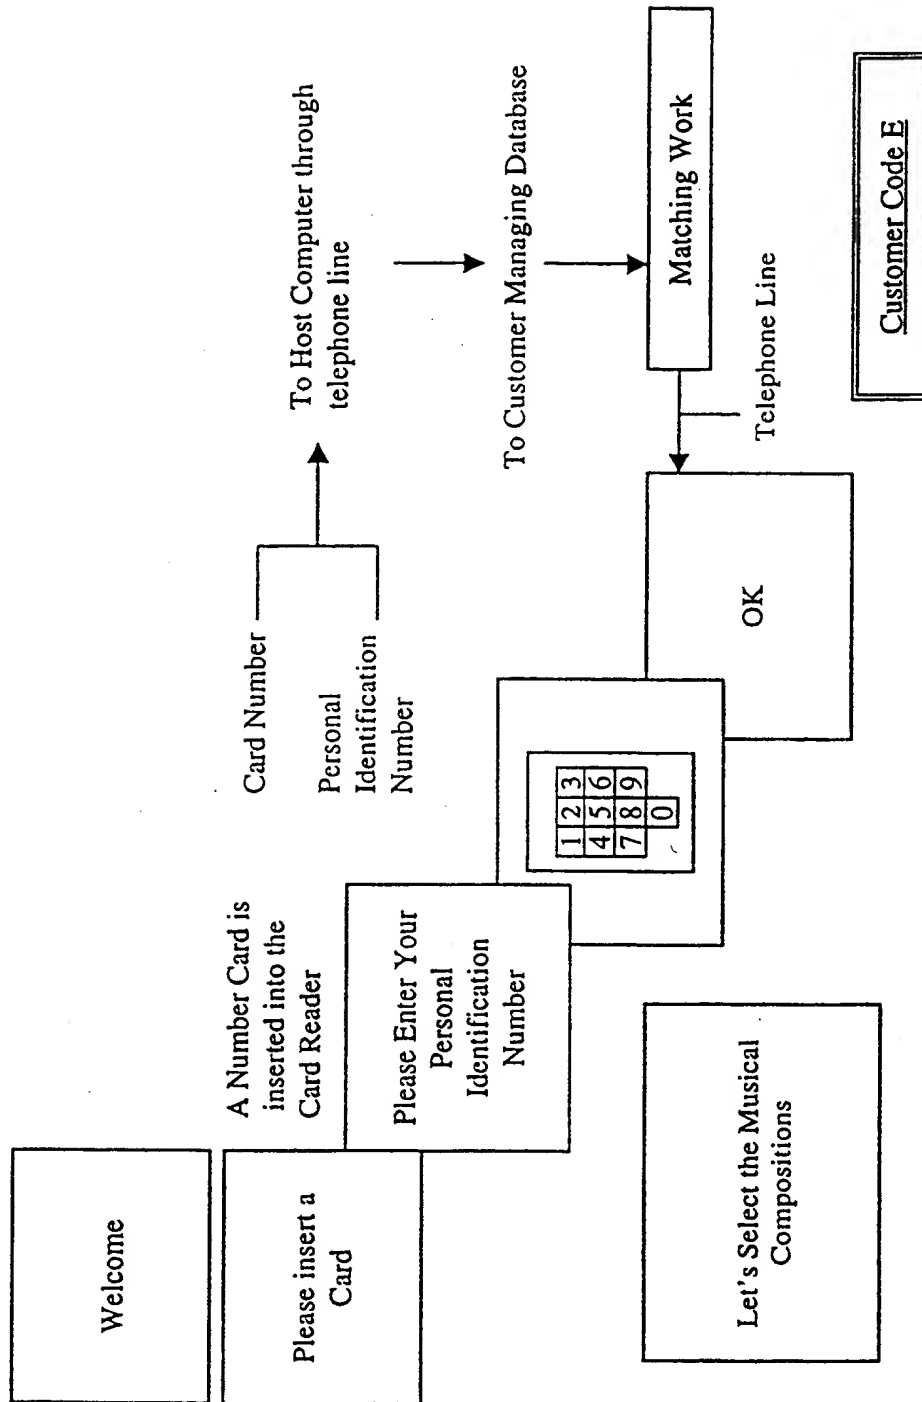 Welcome
Please insert a
Card
A Number Card is
inserted into the
Card Reader
Please Enter Your
Personal
Identification
Number
1 2 3
4 5 6
7 8 9
0
Card Number
Personal
Identification
Number
To Host Computer through
telephone line
To Customer Managing Database
Matching Work
Telephone Line
OK
Let's Select the Musical
Compositions
Customer Code E